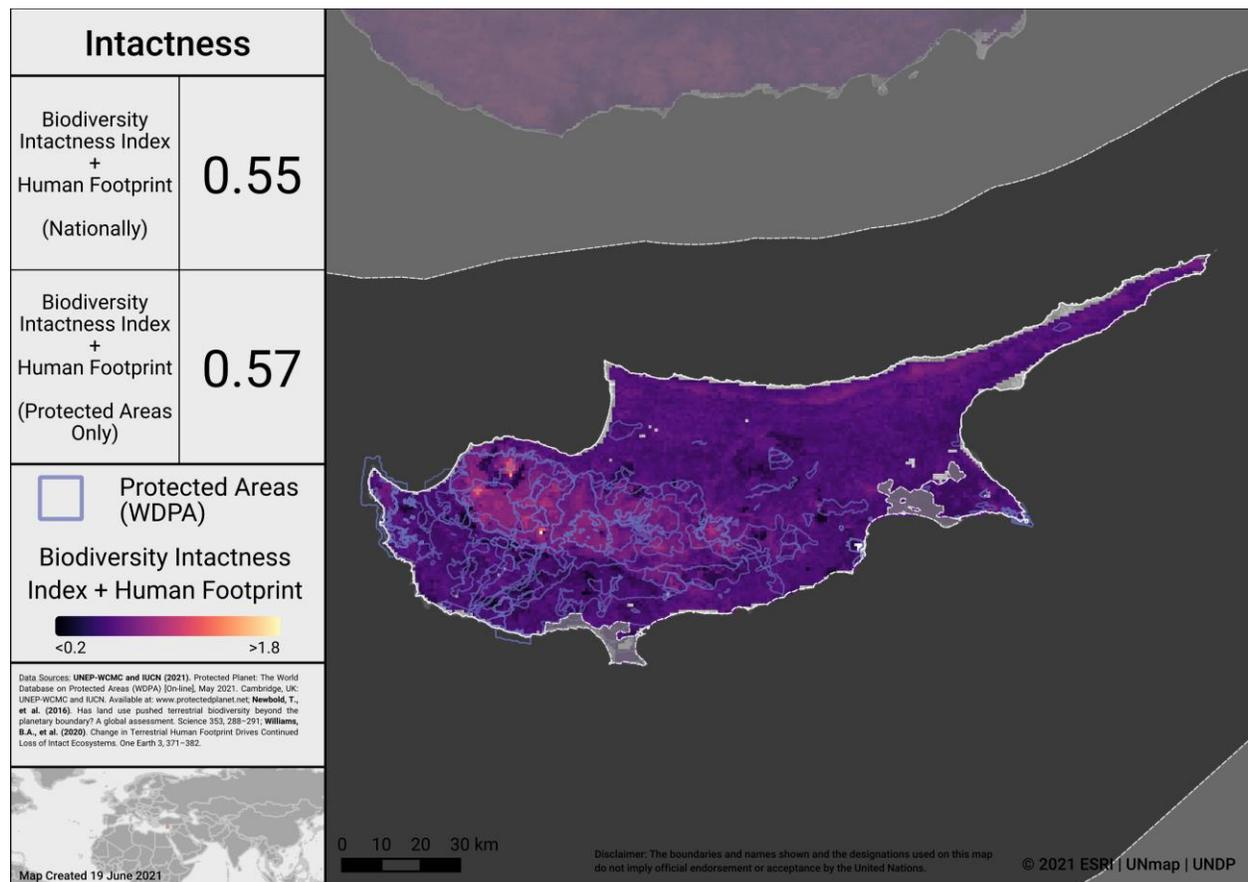 Intactness
Biodiversity
Intactness Index
+
Human Footprint
(Nationally)
0.55
Biodiversity
Intactness Index
+
Human Footprint
(Protected Areas
Only)
0.57
Protected Areas
(WDPA)
Biodiversity Intactness
Index + Human Footprint
<0.2
>1.8
Data Sources: UNEP-WCMC and IUCN (2021). Protected Planet: The World
Database on Protected Areas (WDPA) [On-line], May 2021. Cambridge, UK:
UNEP-WCMC and IUCN. Available at: www.protectedplanet.net; Newbold, T.,
et al. (2016). Has land use pushed terrestrial biodiversity beyond the
planetary boundary? A global assessment. Science 353, 288–291; Williams,
B.A., et al. (2020). Change in Terrestrial Human Footprint Drives Continued
Loss of Intact Ecosystems. One Earth 3, 371–382.
Map Created 19 June 2021
0 10 20 30 km
Disclaimer: The boundaries and names shown and the designations used on this map
do not imply official endorsement or acceptance by the United Nations.
© 2021 ESRI | UNmap | UNDP